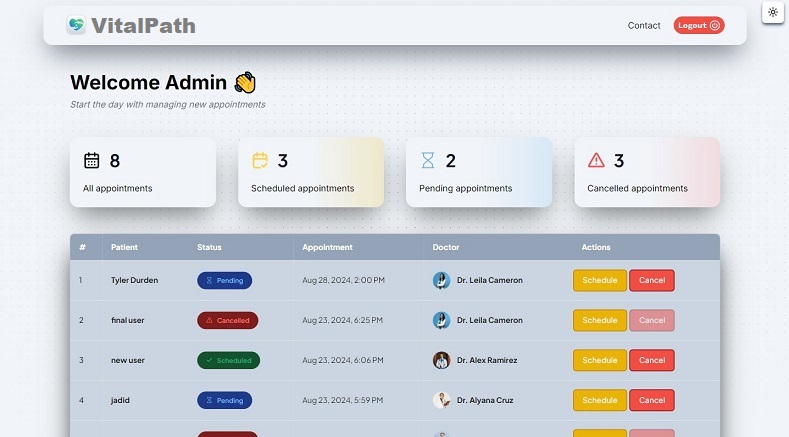 VitalPath
Contact
Logout
Welcome Admin
Start the day with managing new appointments
8
All appointments
3
Scheduled appointments
2
Pending appointments
3
Cancelled appointments
# Patient Status Appointment Doctor Actions
1 Tyler Durden Pending Aug 28, 2024, 2:00 PM Dr. Leila Cameron Schedule Cancel
2 final user Cancelled Aug 23, 2024, 6:25 PM Dr. Leila Cameron Schedule Cancel
3 new user Scheduled Aug 23, 2024, 6:06 PM Dr. Alex Ramirez Schedule Cancel
4 jadid Pending Aug 23, 2024, 5:59 PM Dr. Alyana Cruz Schedule Cancel